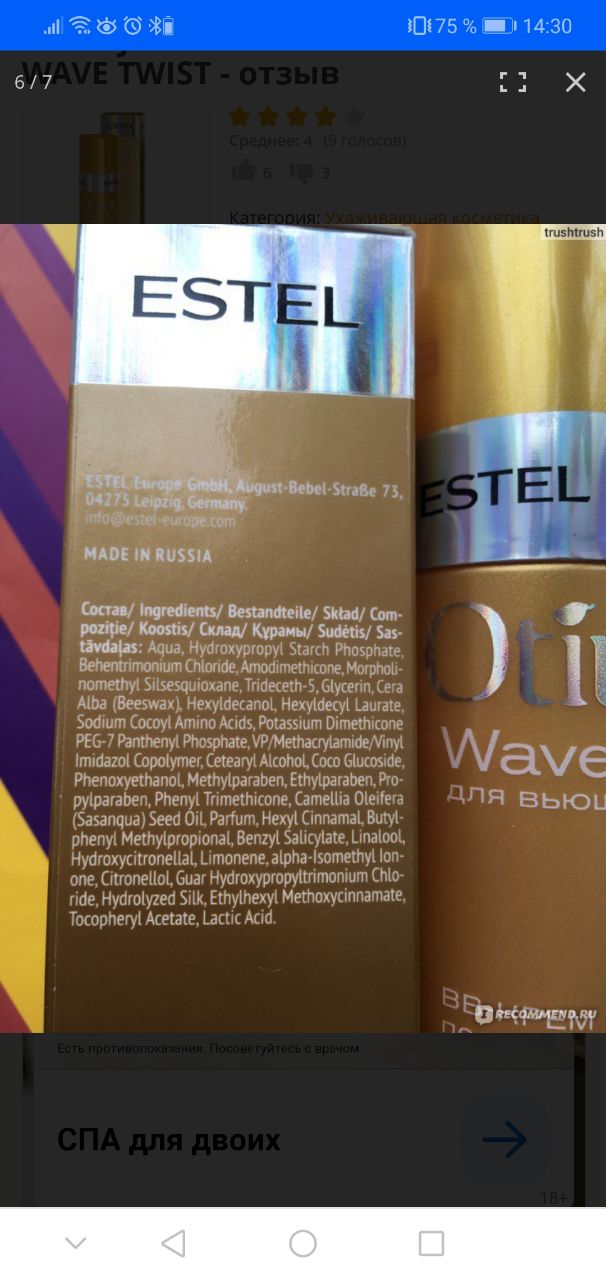 75 % 14:30
6 / 7
WAVE TWIST - отзыв
ESTEL
Среднее: 4 (9 голосов)
6 3
Категория: Ухаживающая косметика
trushtrush
ESTEL
ESTEL Europe GmbH, August-Bebel-Straße 73,
04275 Leipzig, Germany.
info@estel-europe.com
MADE IN RUSSIA
Состав/ Ingredients/ Bestandteile/ Skład/ Com-
poziție/ Koostis/ Склад/ Құрамы/ Sudėtis/ Sas-
tāvdaļas: Aqua, Hydroxypropyl Starch Phosphate,
Behentrimonium Chloride, Amodimethicone, Morpholi-
nomethyl Silsesquioxane, Trideceth-5, Glycerin, Cera
Alba (Beeswax), Hexyldecanol, Hexyldecyl Laurate,
Sodium Cocoyl Amino Acids, Potassium Dimethicone
PEG-7 Panthenyl Phosphate, VP/Methacrylamide/Vinyl
Imidazol Copolymer, Cetearyl Alcohol, Coco Glucoside,
Phenoxyethanol, Methylparaben, Ethylparaben, Pro-
pylparaben, Phenyl Trimethicone, Camellia Oleifera
(Sasanqua) Seed Oil, Parfum, Hexyl Cinnamal, Butyl-
phenyl Methylpropional, Benzyl Salicylate, Linalool,
Hydroxycitronellal, Limonene, alpha-Isomethyl Ion-
one, Citronellol, Guar Hydroxypropyltrimonium Chlo-
ride, Hydrolyzed Silk, Ethylhexyl Methoxycinnamate,
Tocopheryl Acetate, Lactic Acid.
ESTEL
Oti
Wave
для вью
BB-КРЕМ
RECOMMEND.RU
Есть противопоказания. Посоветуйтесь с врачом.
СПА для двоих
18+